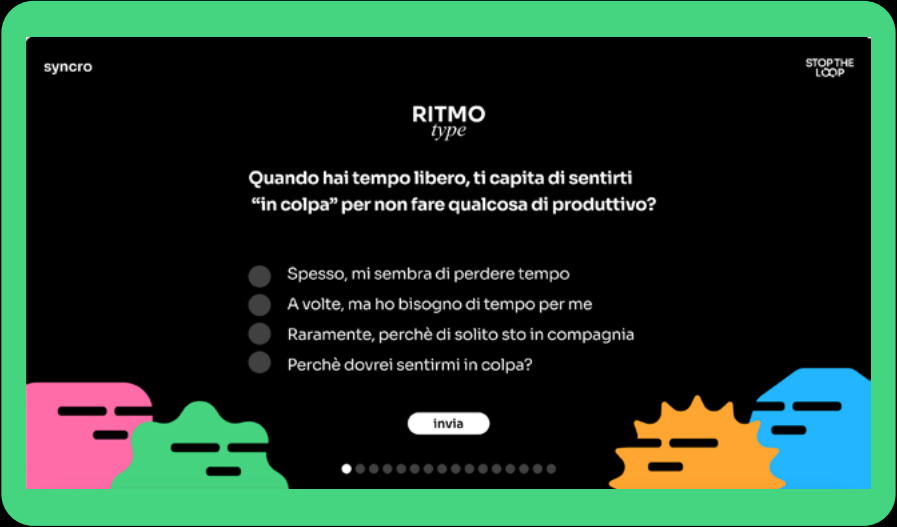 syncro
STOP THE
LOOP
RITMO
type
Quando hai tempo libero, ti capita di sentirti
“in colpa” per non fare qualcosa di produttivo?
Spesso, mi sembra di perdere tempo
A volte, ma ho bisogno di tempo per me
Raramente, perchè di solito sto in compagnia
Perchè dovrei sentirmi in colpa?
invia